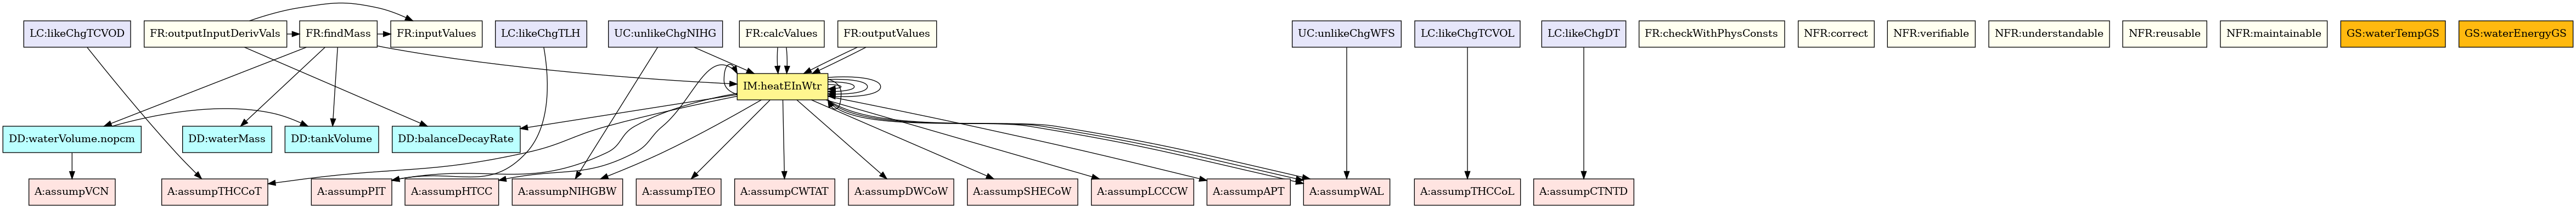 LC:likeChgTCVOD
FR:outputInputDerivVals
FR:findMass
FR:inputValues
LC:likeChgTLH
UC:unlikeChgNIHG
FR:calcValues
FR:outputValues
UC:unlikeChgWFS
LC:likeChgTCVOL
LC:likeChgDT
FR:checkWithPhysConsts
NFR:correct
NFR:verifiable
NFR:understandable
NFR:reusable
NFR:maintainable
GS:waterTempGS
GS:waterEnergyGS
IM:heatEInWtr
DD:waterVolume.nopcm
DD:waterMass
DD:tankVolume
DD:balanceDecayRate
A:assumpVCN
A:assumpTHCCoT
A:assumpPIT
A:assumpHTCC
A:assumpNIHGBW
A:assumpTEO
A:assumpCWTAT
A:assumpDWCoW
A:assumpSHECoW
A:assumpLCCCW
A:assumpAPT
A:assumpWAL
A:assumpTHCCoL
A:assumpCTNTD